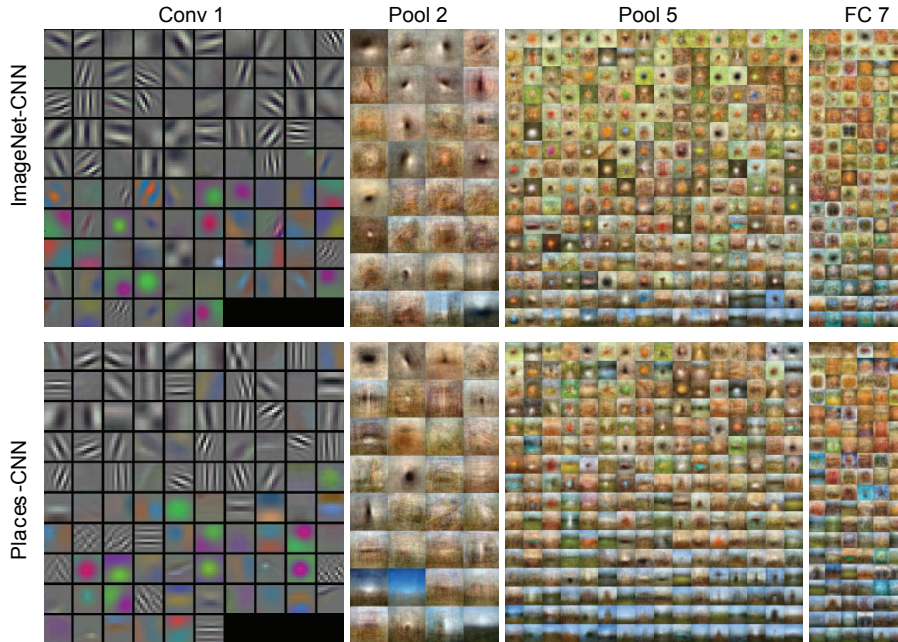 Conv 1
Pool 2
Pool 5
FC 7
ImageNet-CNN
Places -CNN